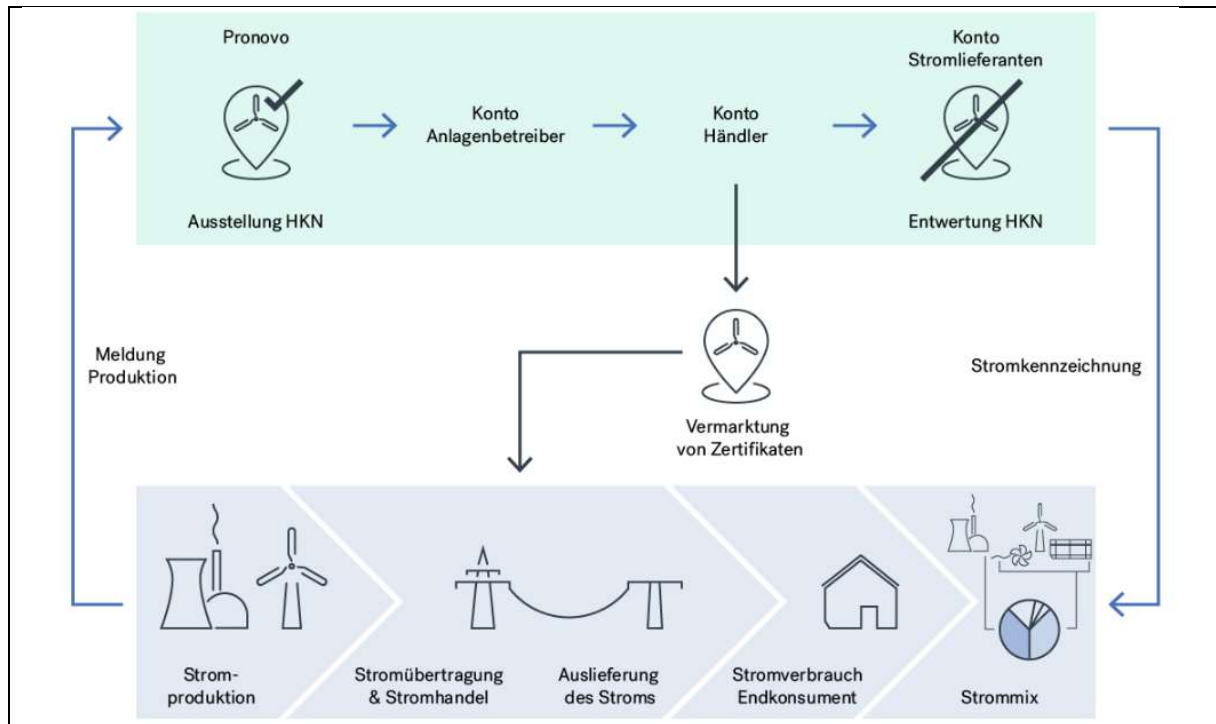 Pronovo
Konto
Stromlieferanten
Konto
Anlagenbetreiber
Konto
Händler
Ausstellung HKN
Entwertung HKN
Meldung
Produktion
Stromkennzeichnung
Vermarktung
von Zertifikaten
Strom-
produktion
Stromübertragung
& Stromhandel
Auslieferung
des Stroms
Stromverbrauch
Endkonsument
Strommix